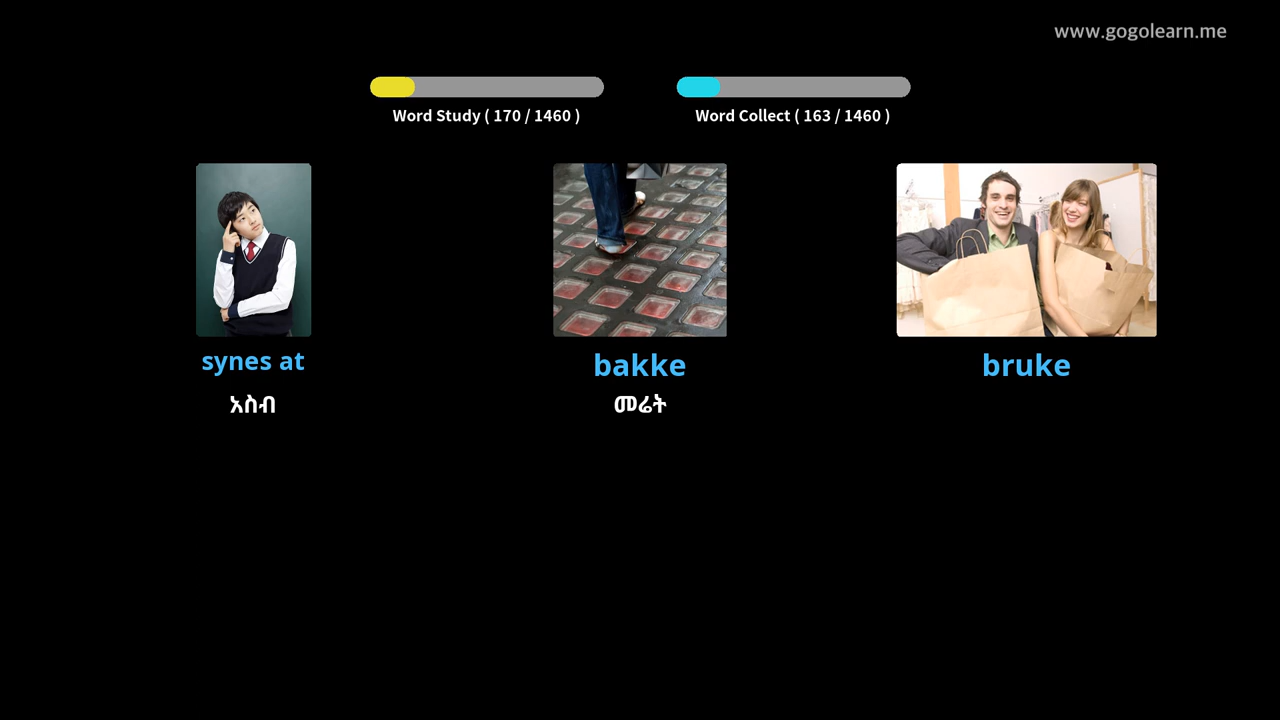 www.gogolearn.me
Word Study ( 170 / 1460 )
Word Collect ( 163 / 1460 )
synes at
bakke
bruke
አስብ
መሬት